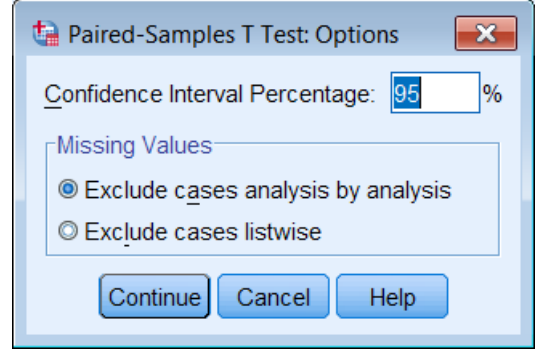 Paired-Samples T Test: Options
Confidence Interval Percentage: 95 %
Missing Values
Exclude cases analysis by analysis
Exclude cases listwise
Continue Cancel Help